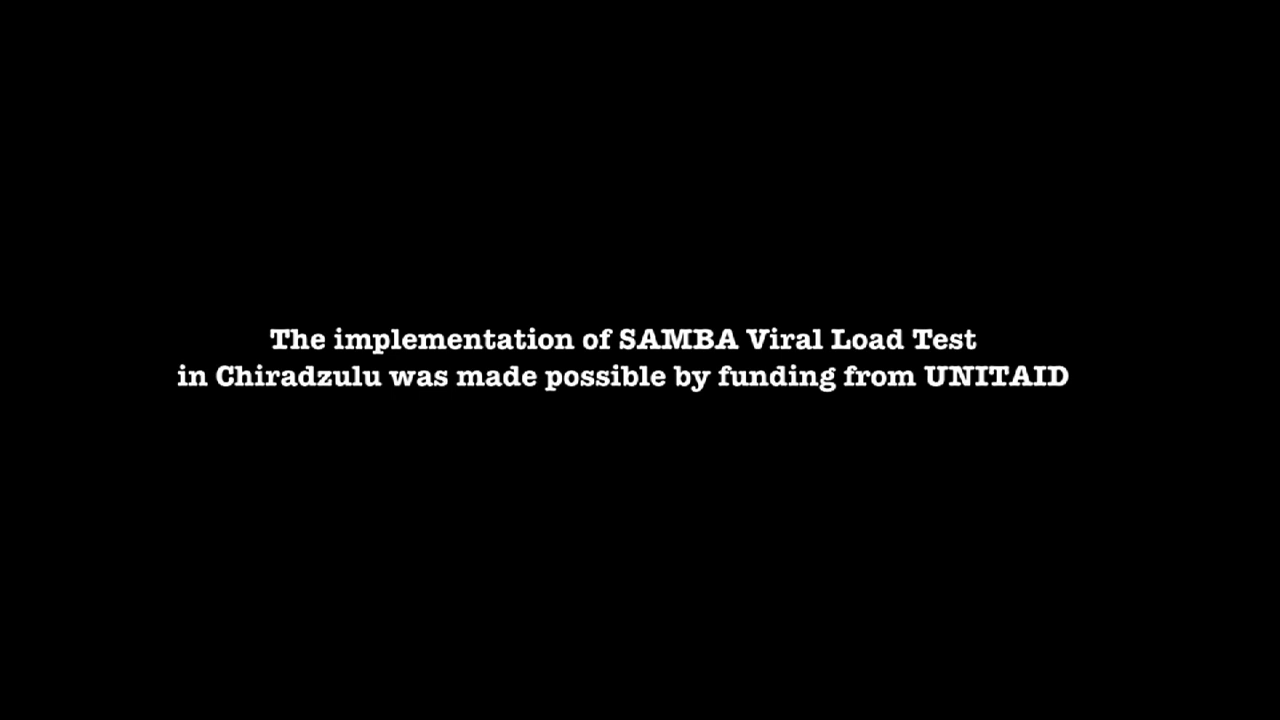 The implementation of SAMBA Viral Load Test
in Chiradzulu was made possible by funding from UNITAID